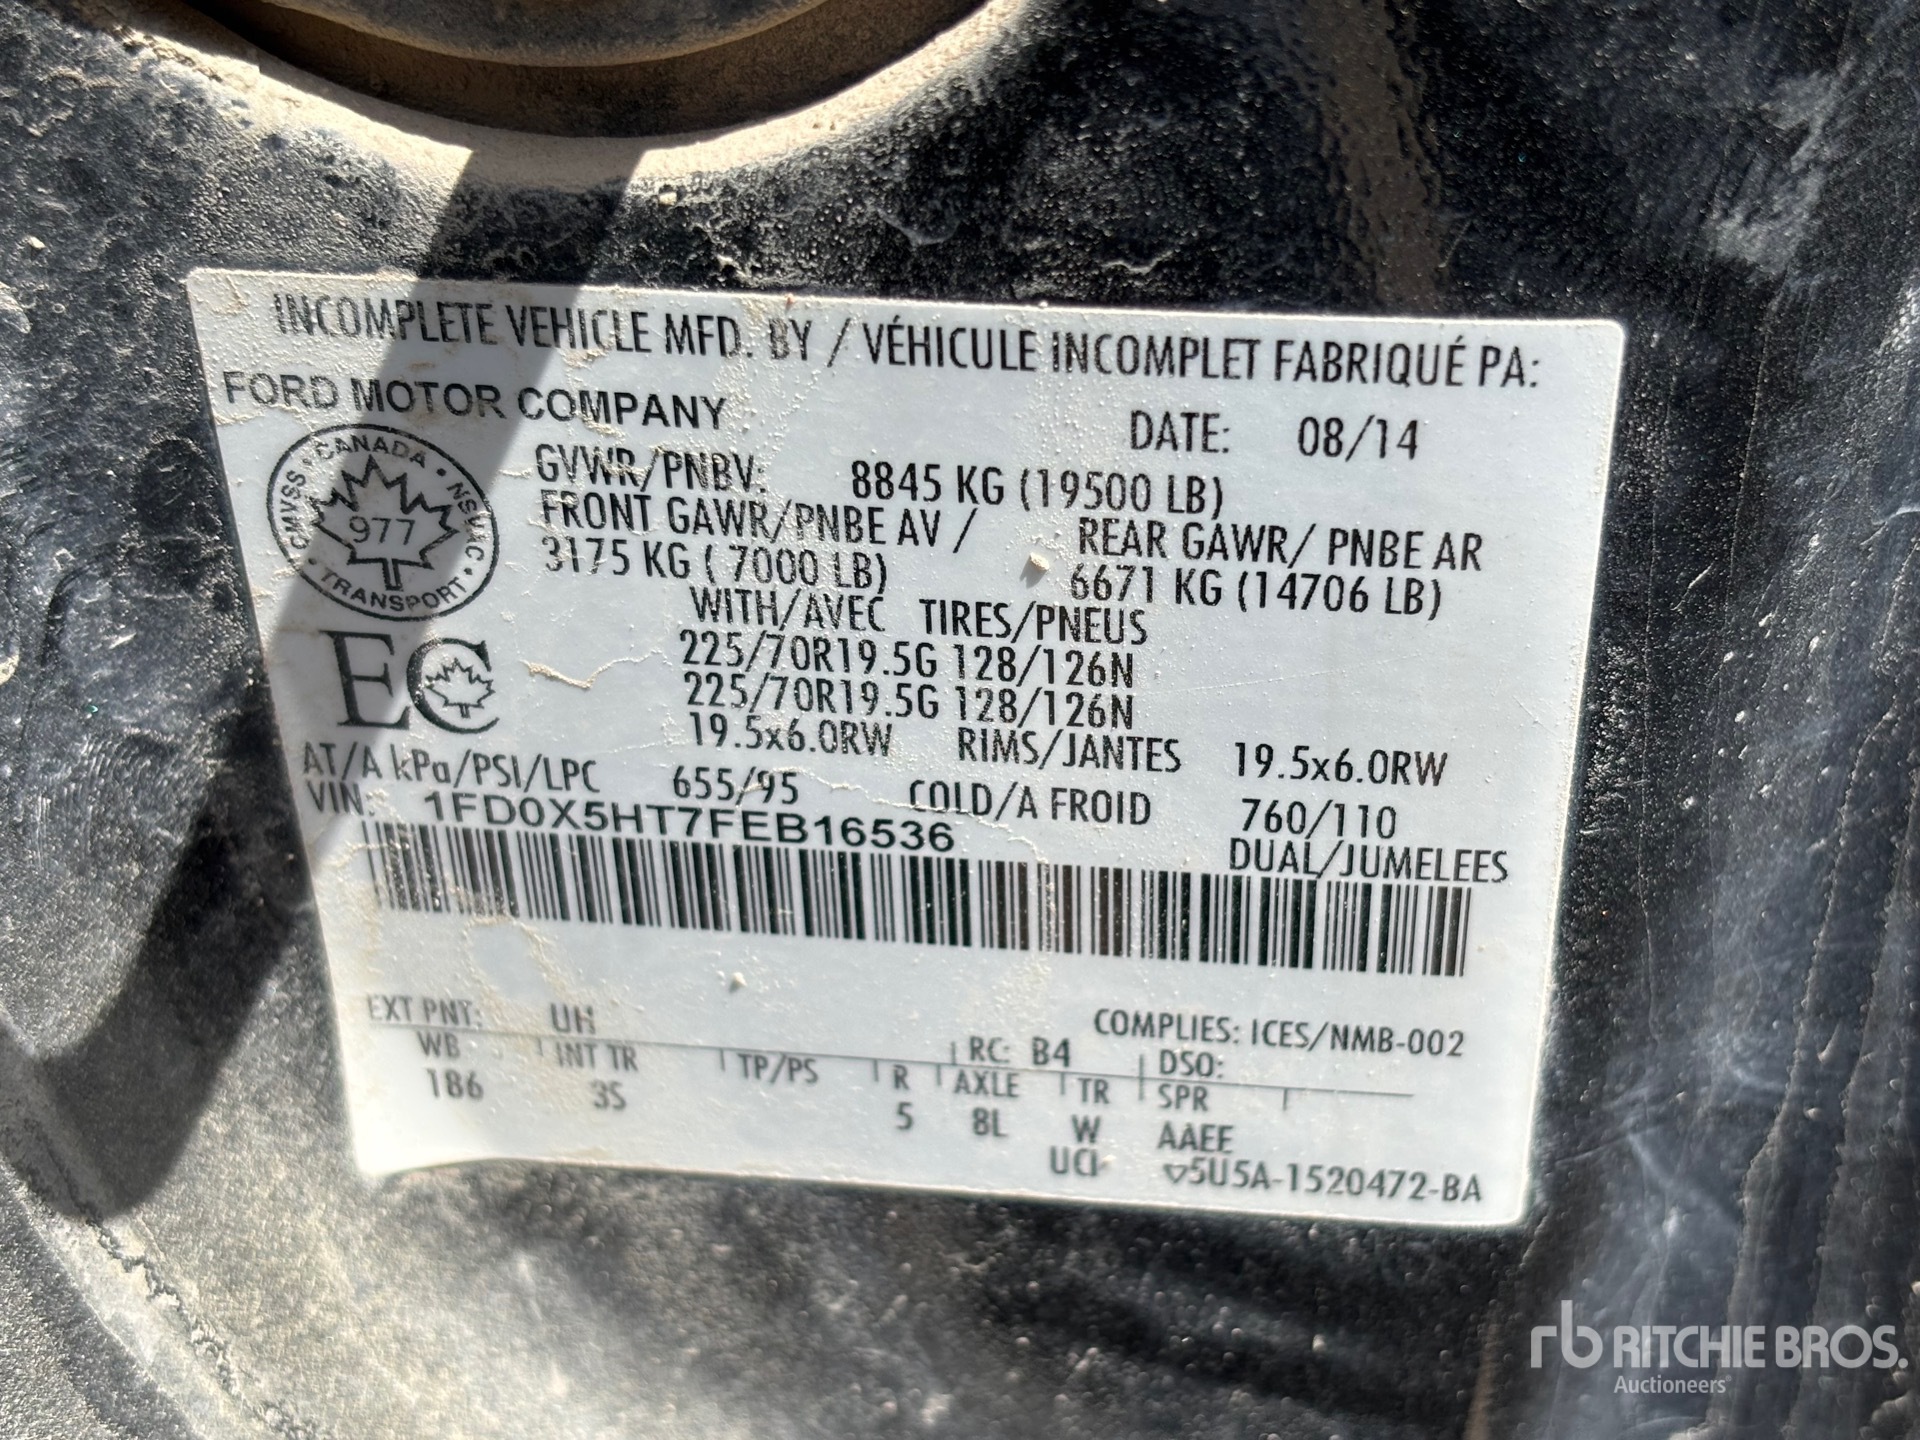 INCOMPLETE VEHICLE MFD. BY / VÉHICULE INCOMPLET FABRIQUÉ PA:
FORD MOTOR COMPANY
DATE: 08/14
GVWR/PNBV: 8845 KG (19500 LB)
FRONT GAWR/PNBE AV / REAR GAWR/ PNBE AR
3175 KG ( 7000 LB) 6671 KG (14706 LB)
CANADA
CMVSS 977 NSVAC
TRANSPORT
WITH/AVEC TIRES/PNEUS
225/70R19.5G 128/126N
225/70R19.5G 128/126N
EC
19.5x6.0RW RIMS/JANTES 19.5x6.0RW
AT/A kPa/PSI/LPC 655/95 COLD/A FROID 760/110
VIN: 1FD0X5HT7FEB16536
DUAL/JUMELEES
EXT PNT: UH COMPLIES: ICES/NMB-002
RC: B4 DSO:
WB INT TR TP/PS R AXLE TR SPR
186 3S 5 8L W AAEE
UCI 5U5A-1520472-BA
rb RITCHIE BROS.
Auctioneers